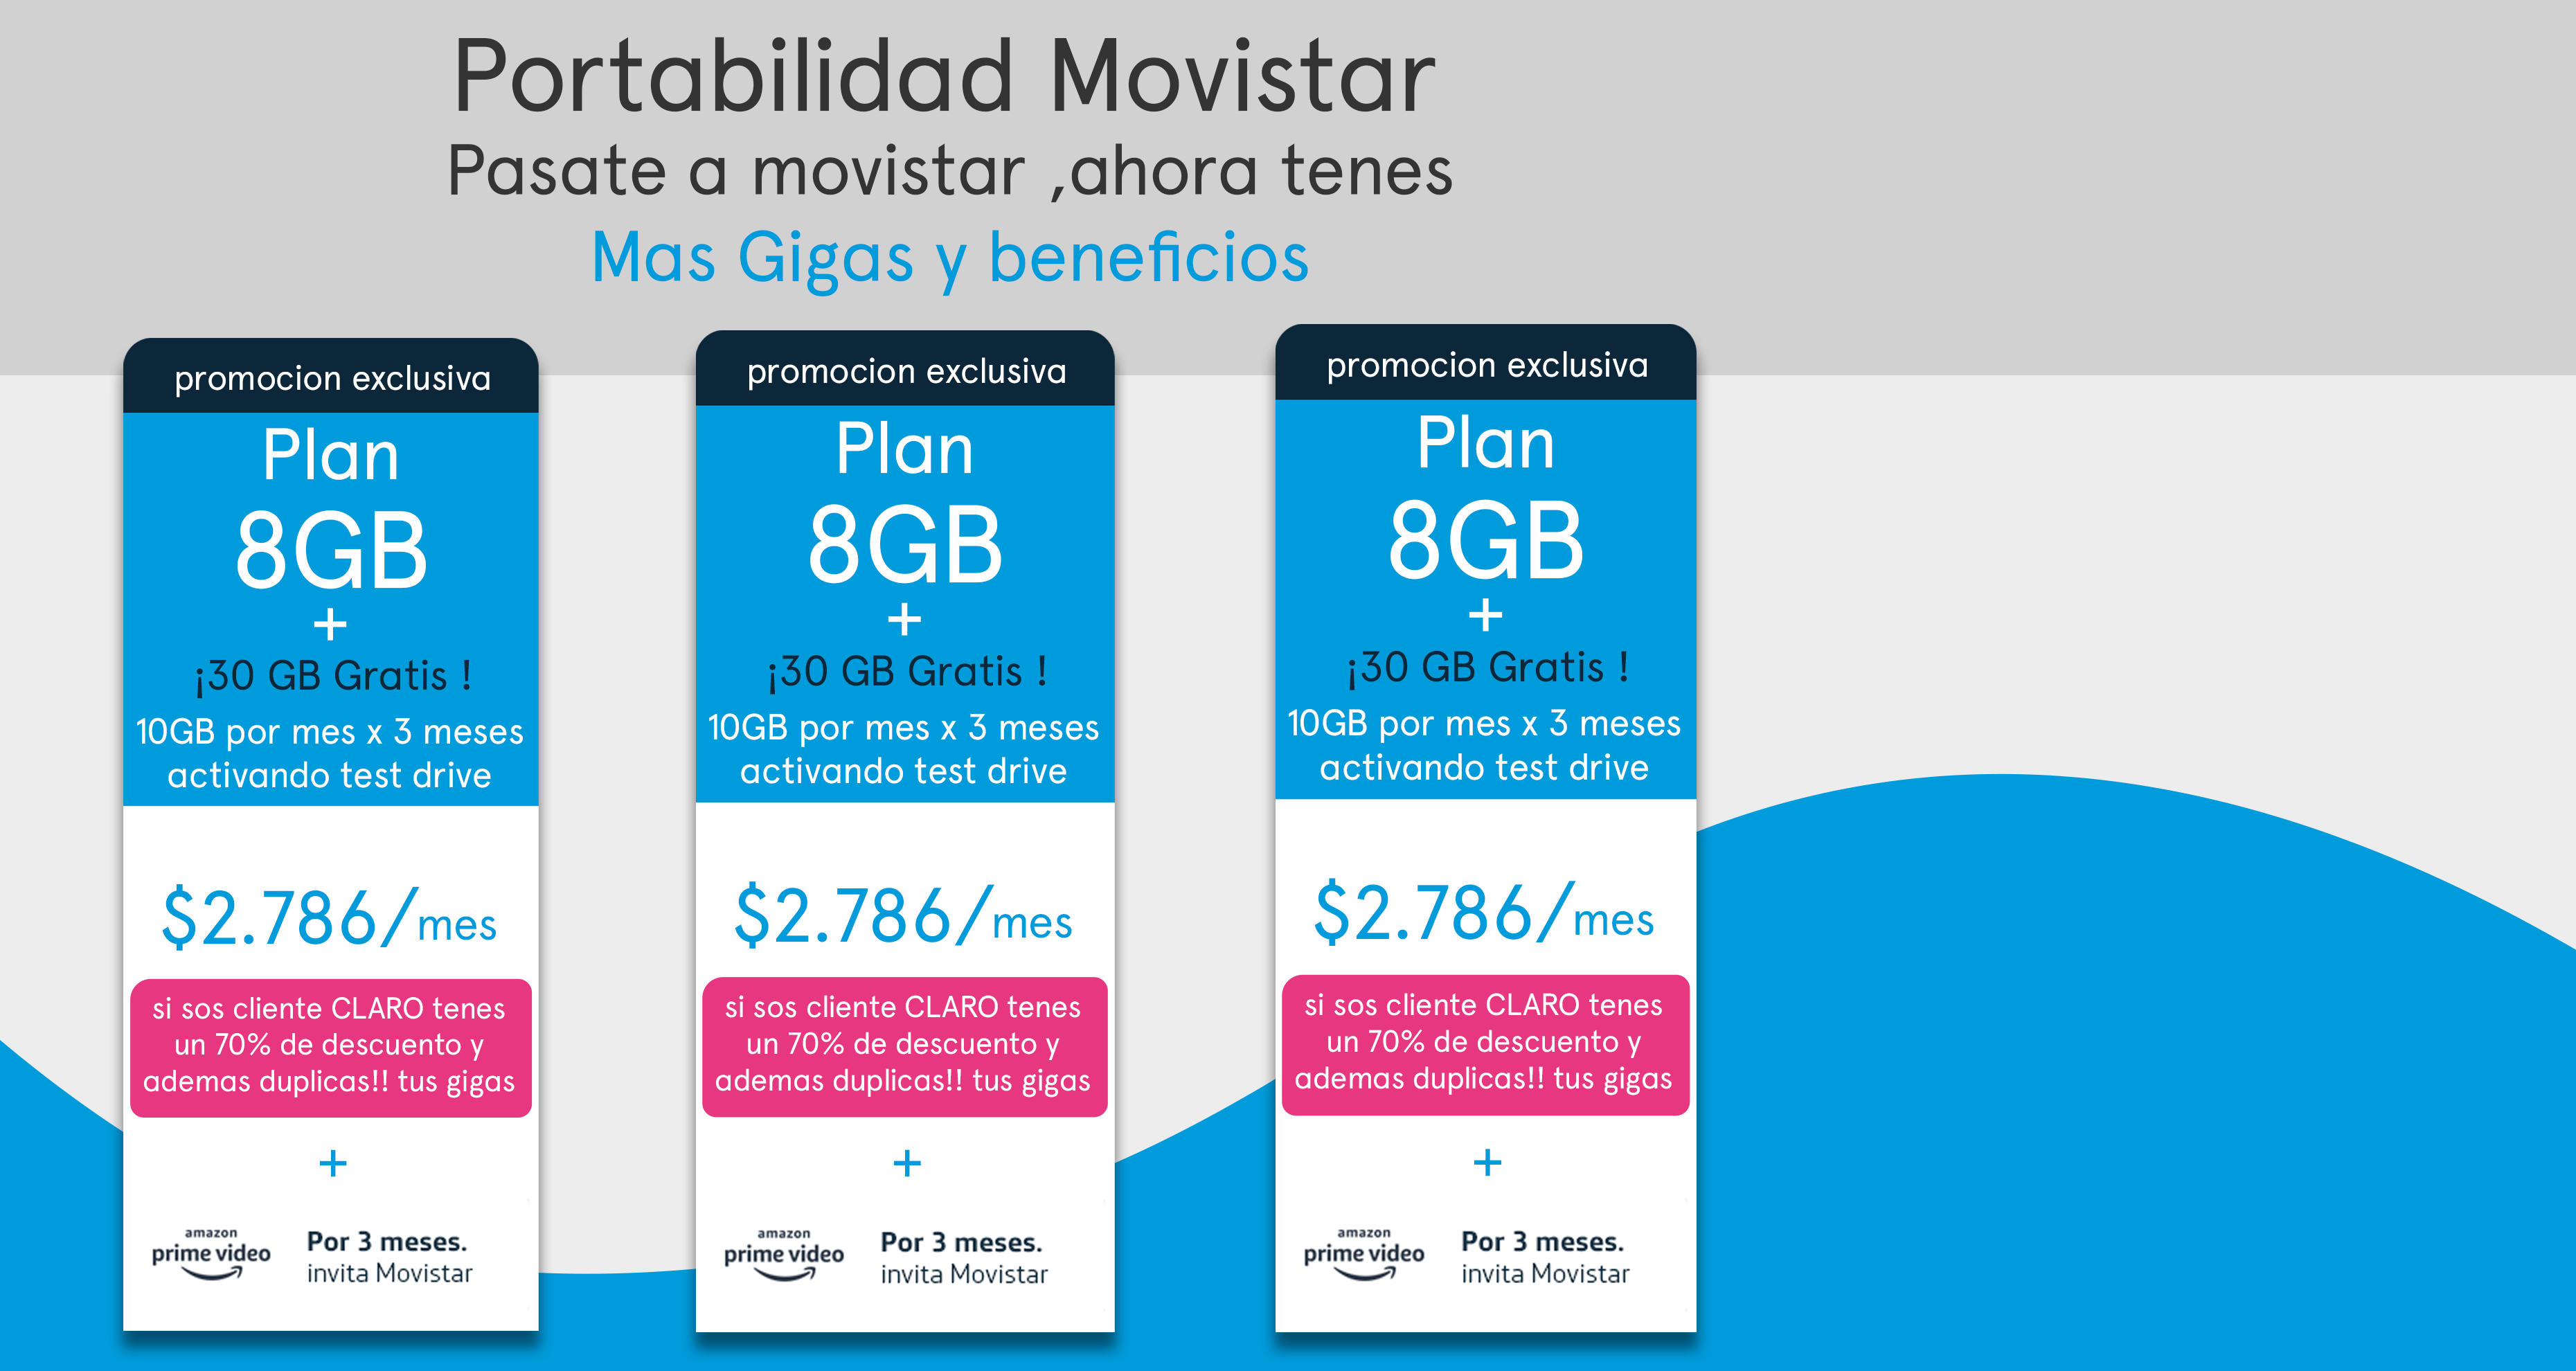 Portabilidad Movistar
Pasate a movistar ,ahora tenes
Mas Gigas y beneficios
promocion exclusiva
Plan
8GB
+
¡30 GB Gratis !
10GB por mes x 3 meses
activando test drive
$2.786/mes
si sos cliente CLARO tenes
un 70% de descuento y
ademas duplicas!! tus gigas
+
amazon
prime video
Por 3 meses.
invita Movistar
promocion exclusiva
Plan
8GB
+
¡30 GB Gratis !
10GB por mes x 3 meses
activando test drive
$2.786/mes
si sos cliente CLARO tenes
un 70% de descuento y
ademas duplicas!! tus gigas
+
amazon
prime video
Por 3 meses.
invita Movistar
promocion exclusiva
Plan
8GB
+
¡30 GB Gratis !
10GB por mes x 3 meses
activando test drive
$2.786/mes
si sos cliente CLARO tenes
un 70% de descuento y
ademas duplicas!! tus gigas
+
amazon
prime video
Por 3 meses.
invita Movistar